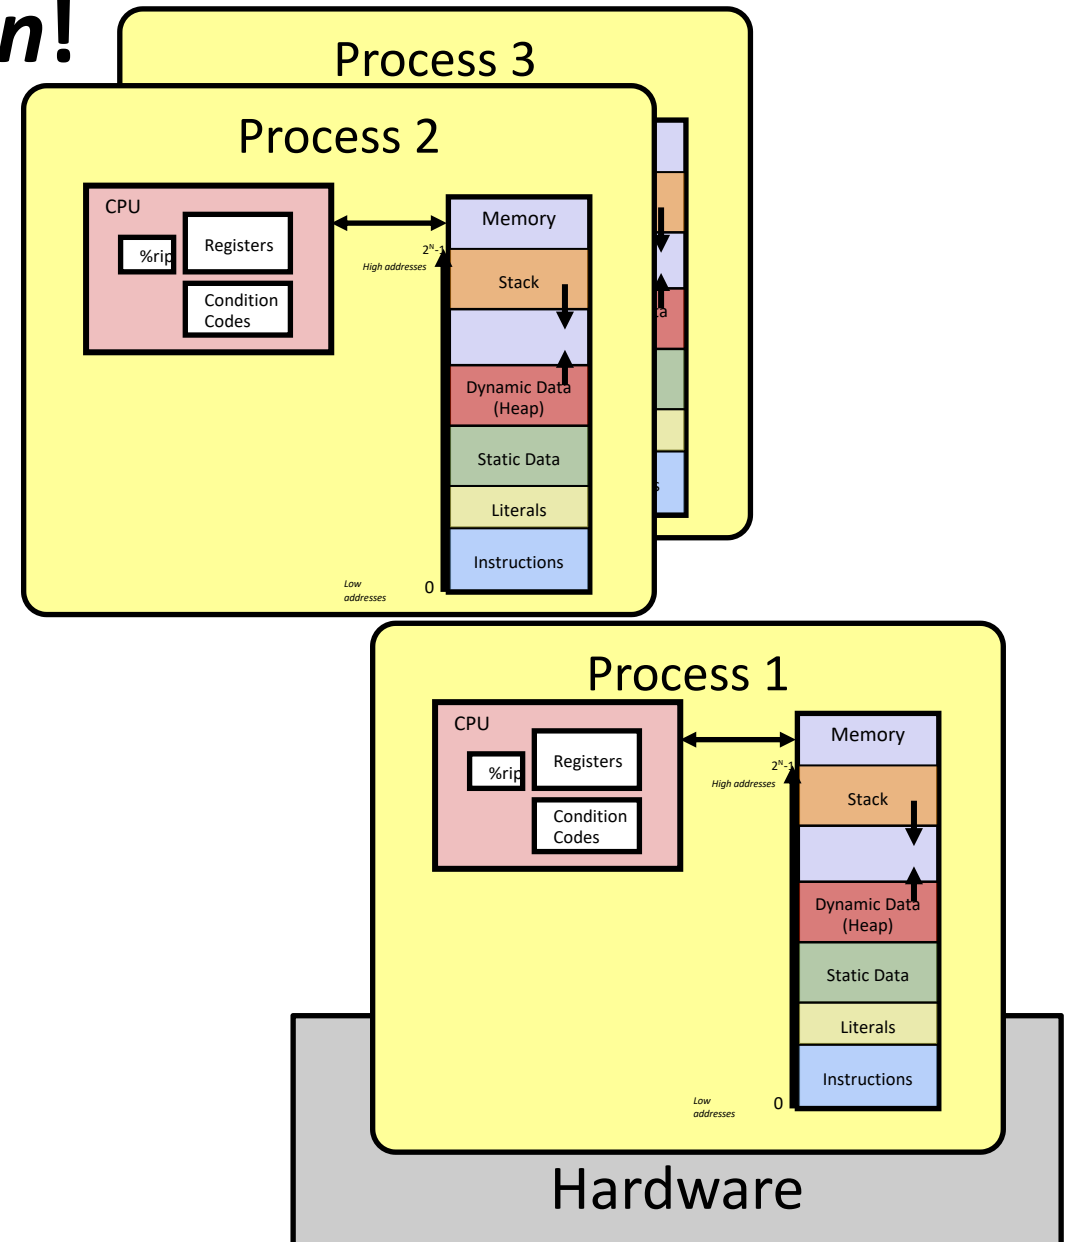 n!
Process 3
Process 2
CPU
%rip
Registers
Condition
Codes
Memory
2ᴺ-1
High addresses
Stack
Dynamic Data
(Heap)
Static Data
Literals
Instructions
Low
addresses
0
ta
s
Process 1
CPU
%rip
Registers
Condition
Codes
Memory
2ᴺ-1
High addresses
Stack
Dynamic Data
(Heap)
Static Data
Literals
Instructions
Low
addresses
0
Hardware